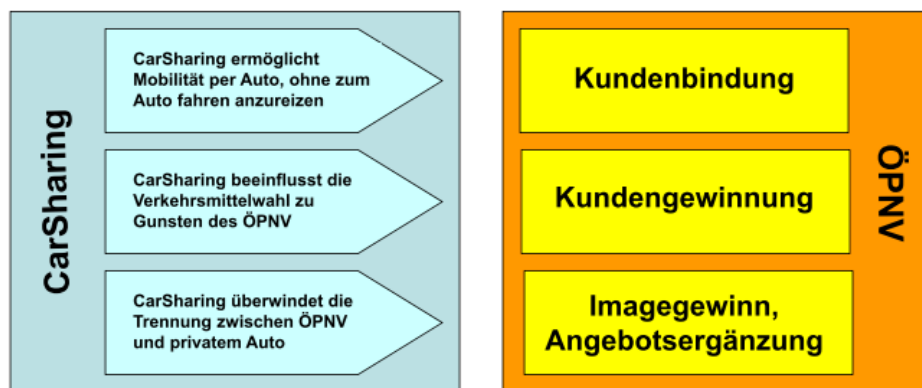 CarSharing
CarSharing ermöglicht
Mobilität per Auto, ohne zum
Auto fahren anzureizen
CarSharing beeinflusst die
Verkehrsmittelwahl zu
Gunsten des ÖPNV
CarSharing überwindet die
Trennung zwischen ÖPNV
und privatem Auto
Kundenbindung
Kundengewinnung
Imagegewinn,
Angebotsergänzung
ÖPNV